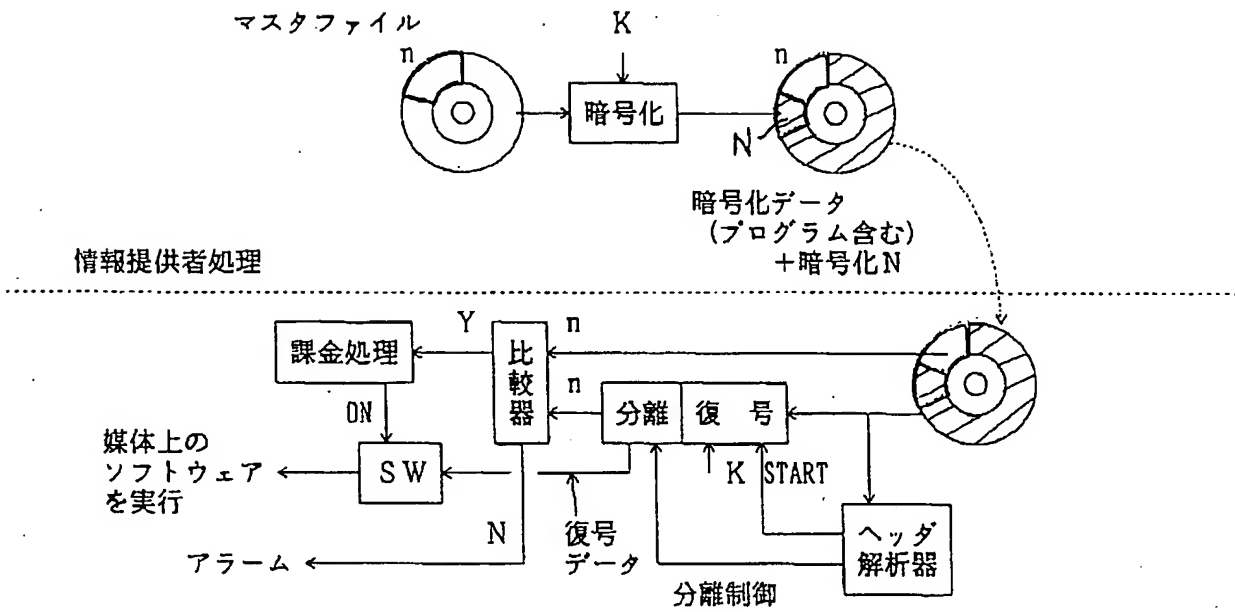 マスタファイル
K
n
n
暗号化
N
暗号化データ
(プログラム含む)
+暗号化N
情報提供者処理
Y
n
課金処理
比較器
n
分離
復号
ON
媒体上の
ソフトウェア
を実行
SW
K
START
N
復号
データ
ヘッダ
解析器
アラーム
分離制御